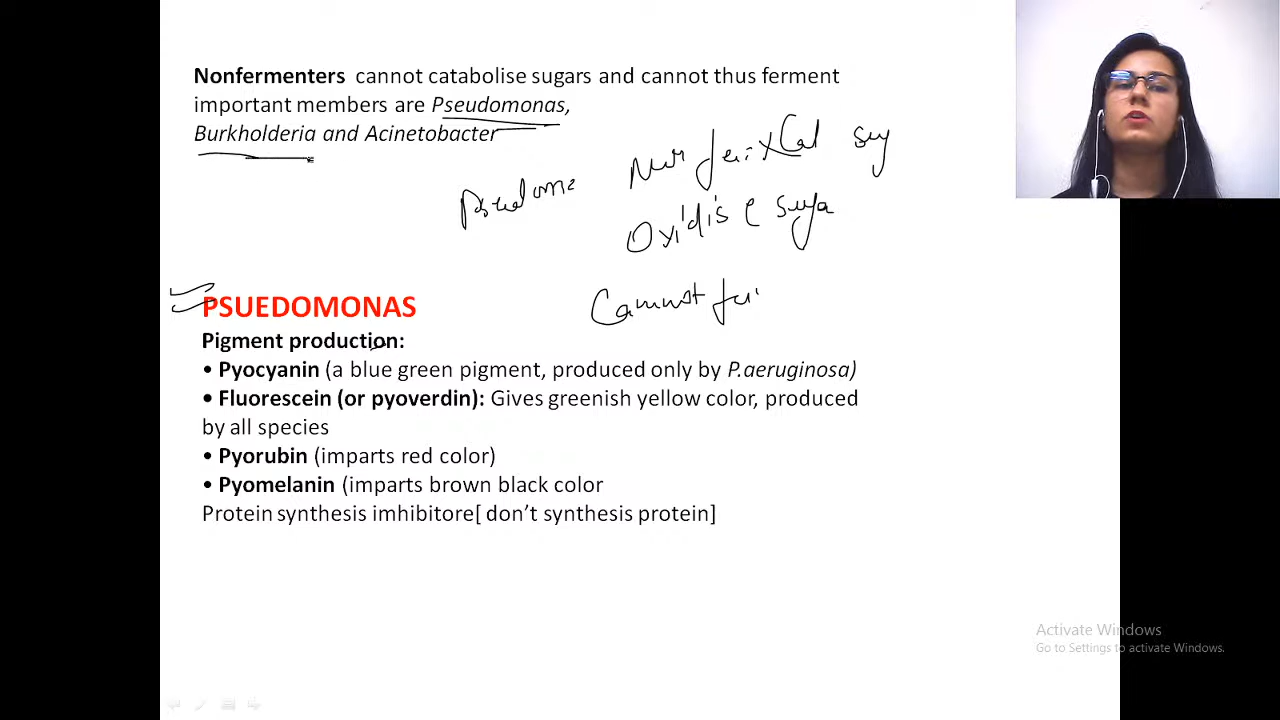 Nonfermenters cannot catabolise sugars and cannot thus ferment
important members are Pseudomonas,
Burkholderia and Acinetobacter
Oxidise suga
Cannot
PSUEDOMONAS
Pigment production:
• Pyocyanin (a blue green pigment, produced only by P.aeruginosa)
• Fluorescein (or pyoverdin): Gives greenish yellow color, produced
by all species
• Pyorubin (imparts red color)
• Pyomelanin (imparts brown black color
Protein synthesis imhibitore[ don't synthesis protein]
Activate Windows
Go to Settings to activate Windows.